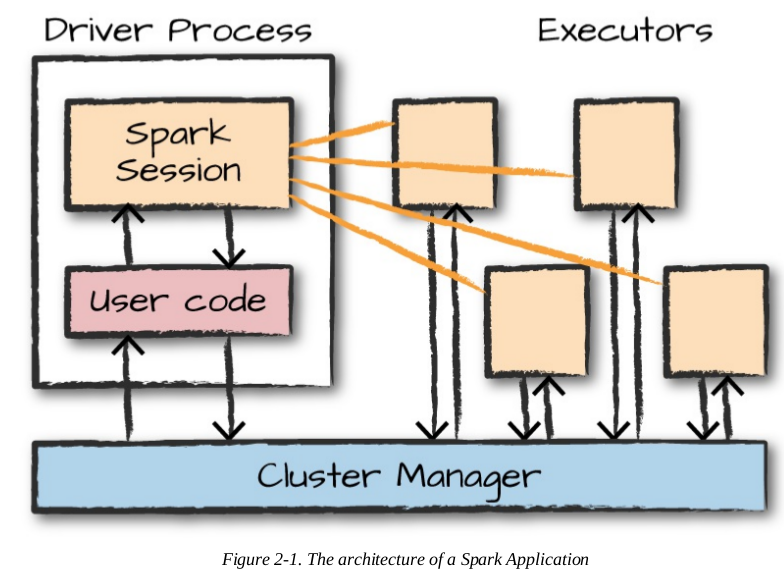 Driver Process
Executors
Spark
Session
User code
Cluster Manager
Figure 2-1. The architecture of a Spark Application